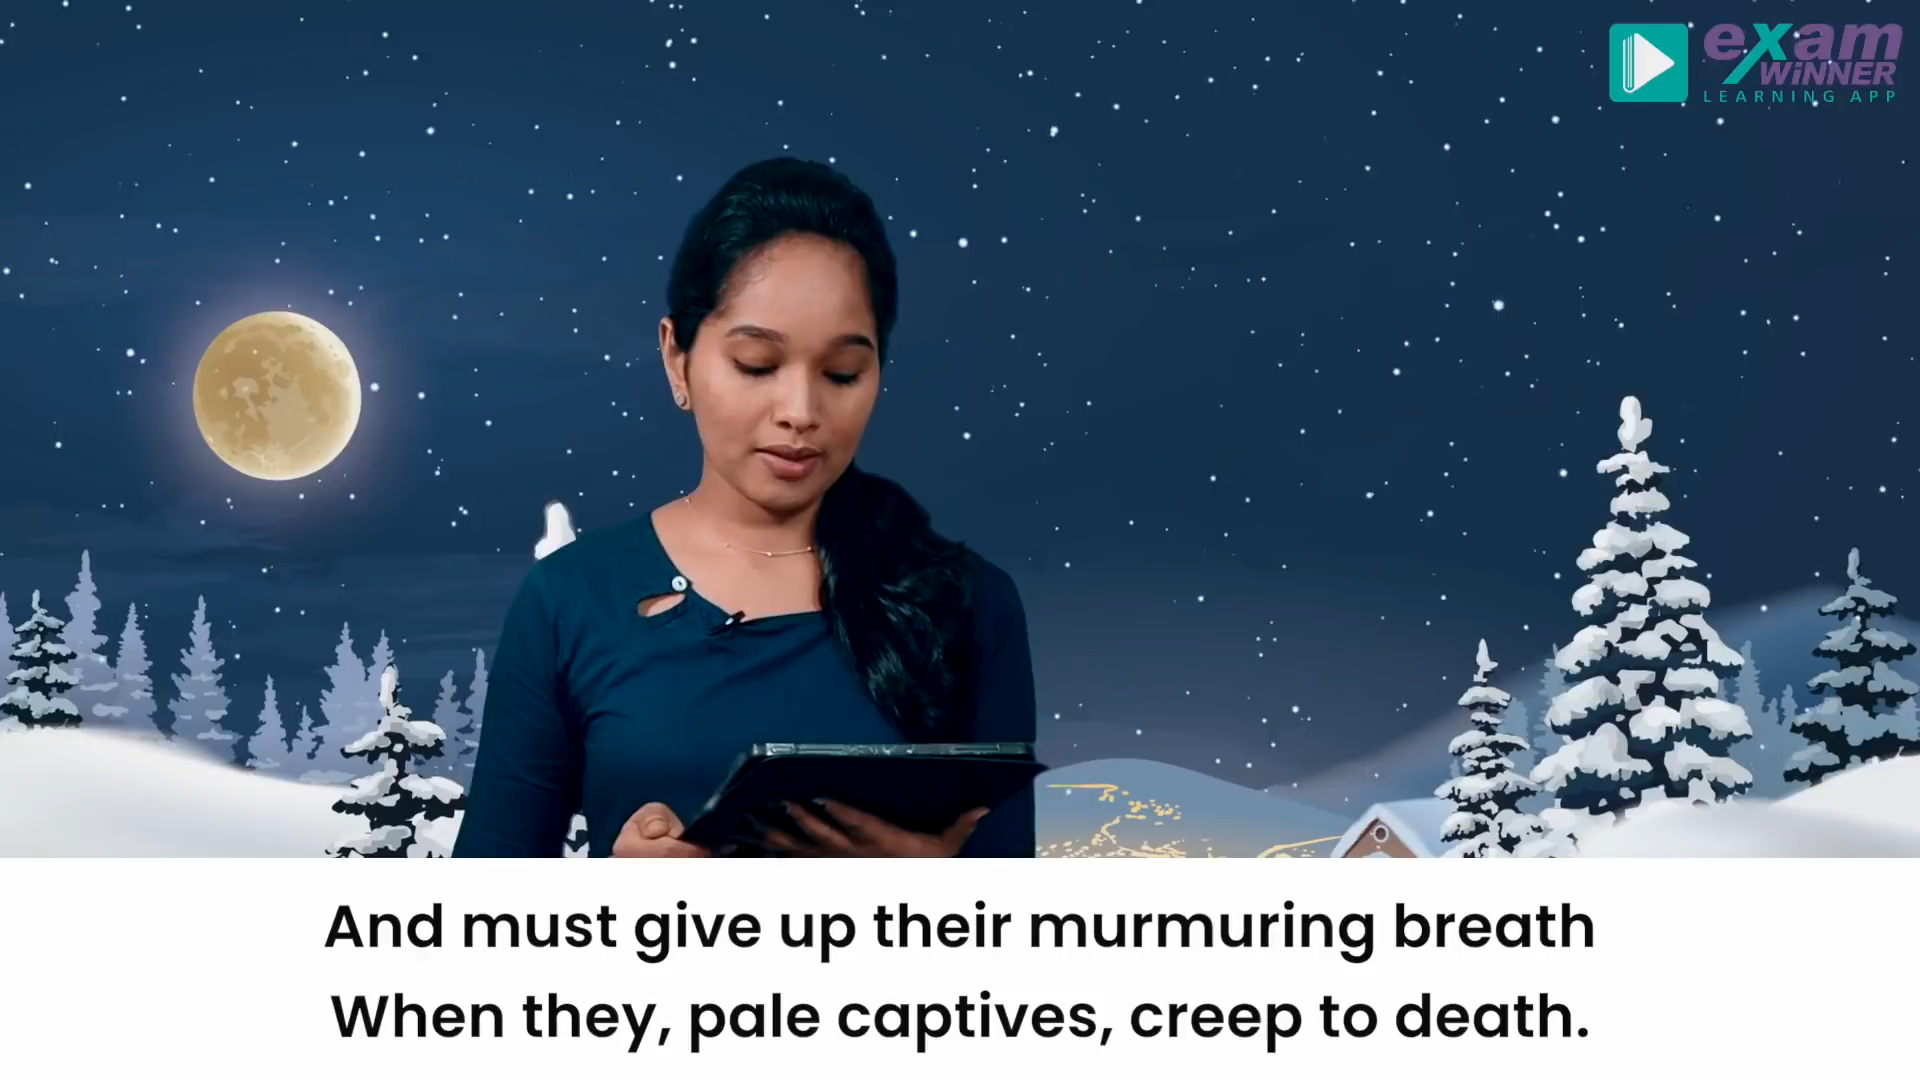 exam
WiNNER
LEARNING APP
And must give up their murmuring breath
When they, pale captives, creep to death.